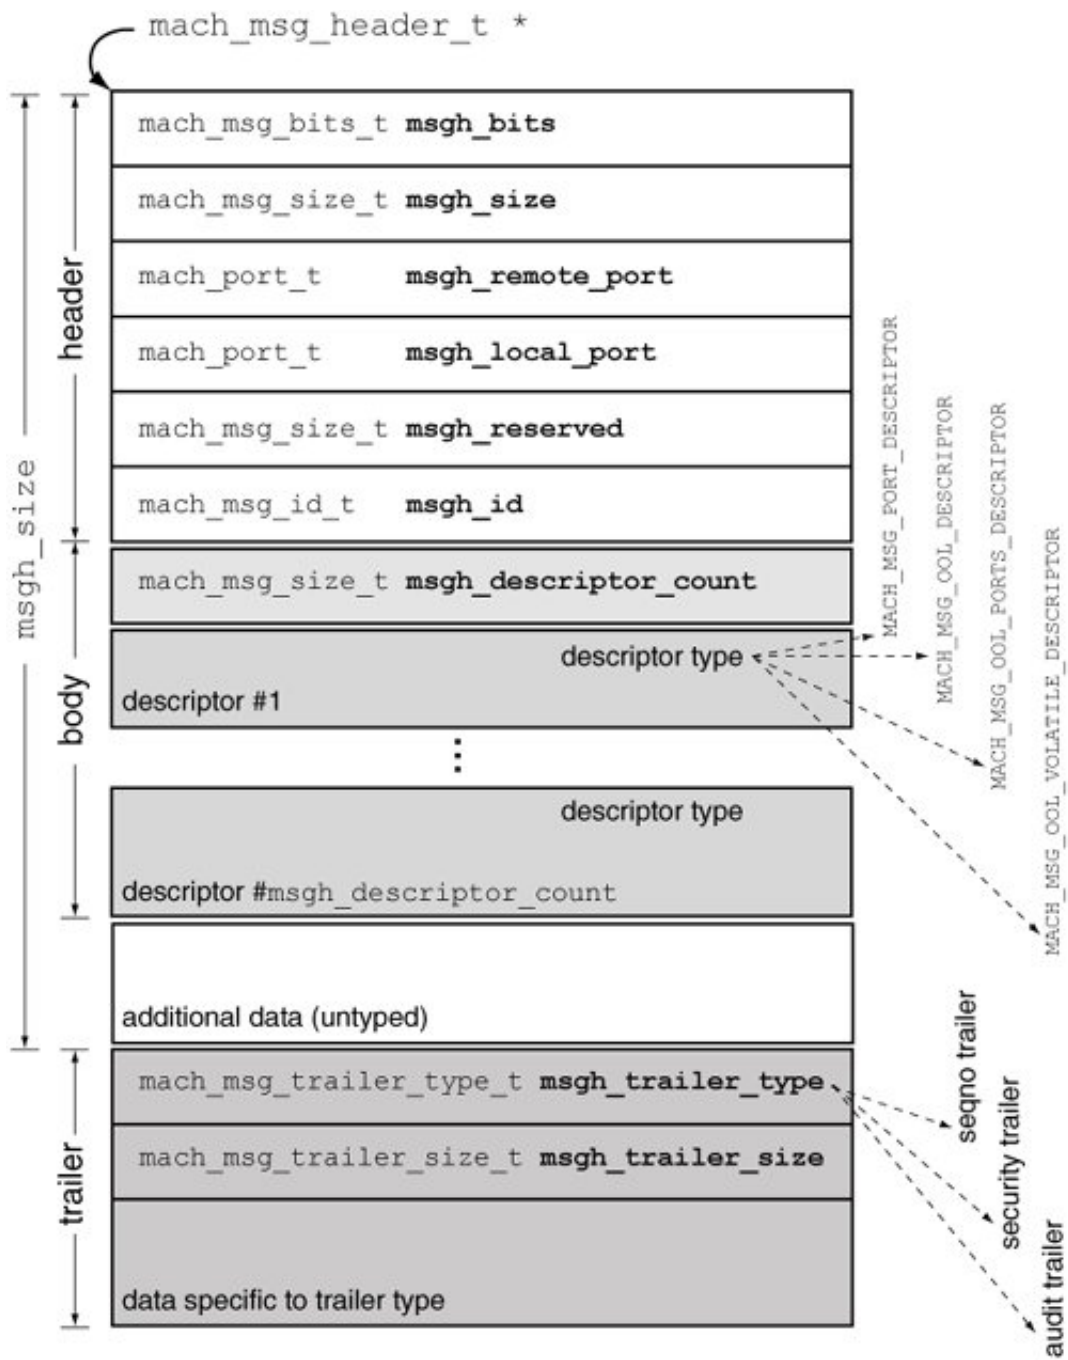 mach_msg_header_t *
msgh_size
header
mach_msg_bits_t msgh_bits
mach_msg_size_t msgh_size
mach_port_t msgh_remote_port
mach_port_t msgh_local_port
mach_msg_size_t msgh_reserved
mach_msg_id_t msgh_id
body
mach_msg_size_t msgh_descriptor_count
descriptor type
descriptor #1
MACH_MSG_PORT_DESCRIPTOR
MACH_MSG_OOL_DESCRIPTOR
MACH_MSG_OOL_PORTS_DESCRIPTOR
MACH_MSG_OOL_VOLATILE_DESCRIPTOR
⋮
descriptor type
descriptor #msgh_descriptor_count
additional data (untyped)
trailer
mach_msg_trailer_type_t msgh_trailer_type
mach_msg_trailer_size_t msgh_trailer_size
data specific to trailer type
seqno trailer
security trailer
audit trailer